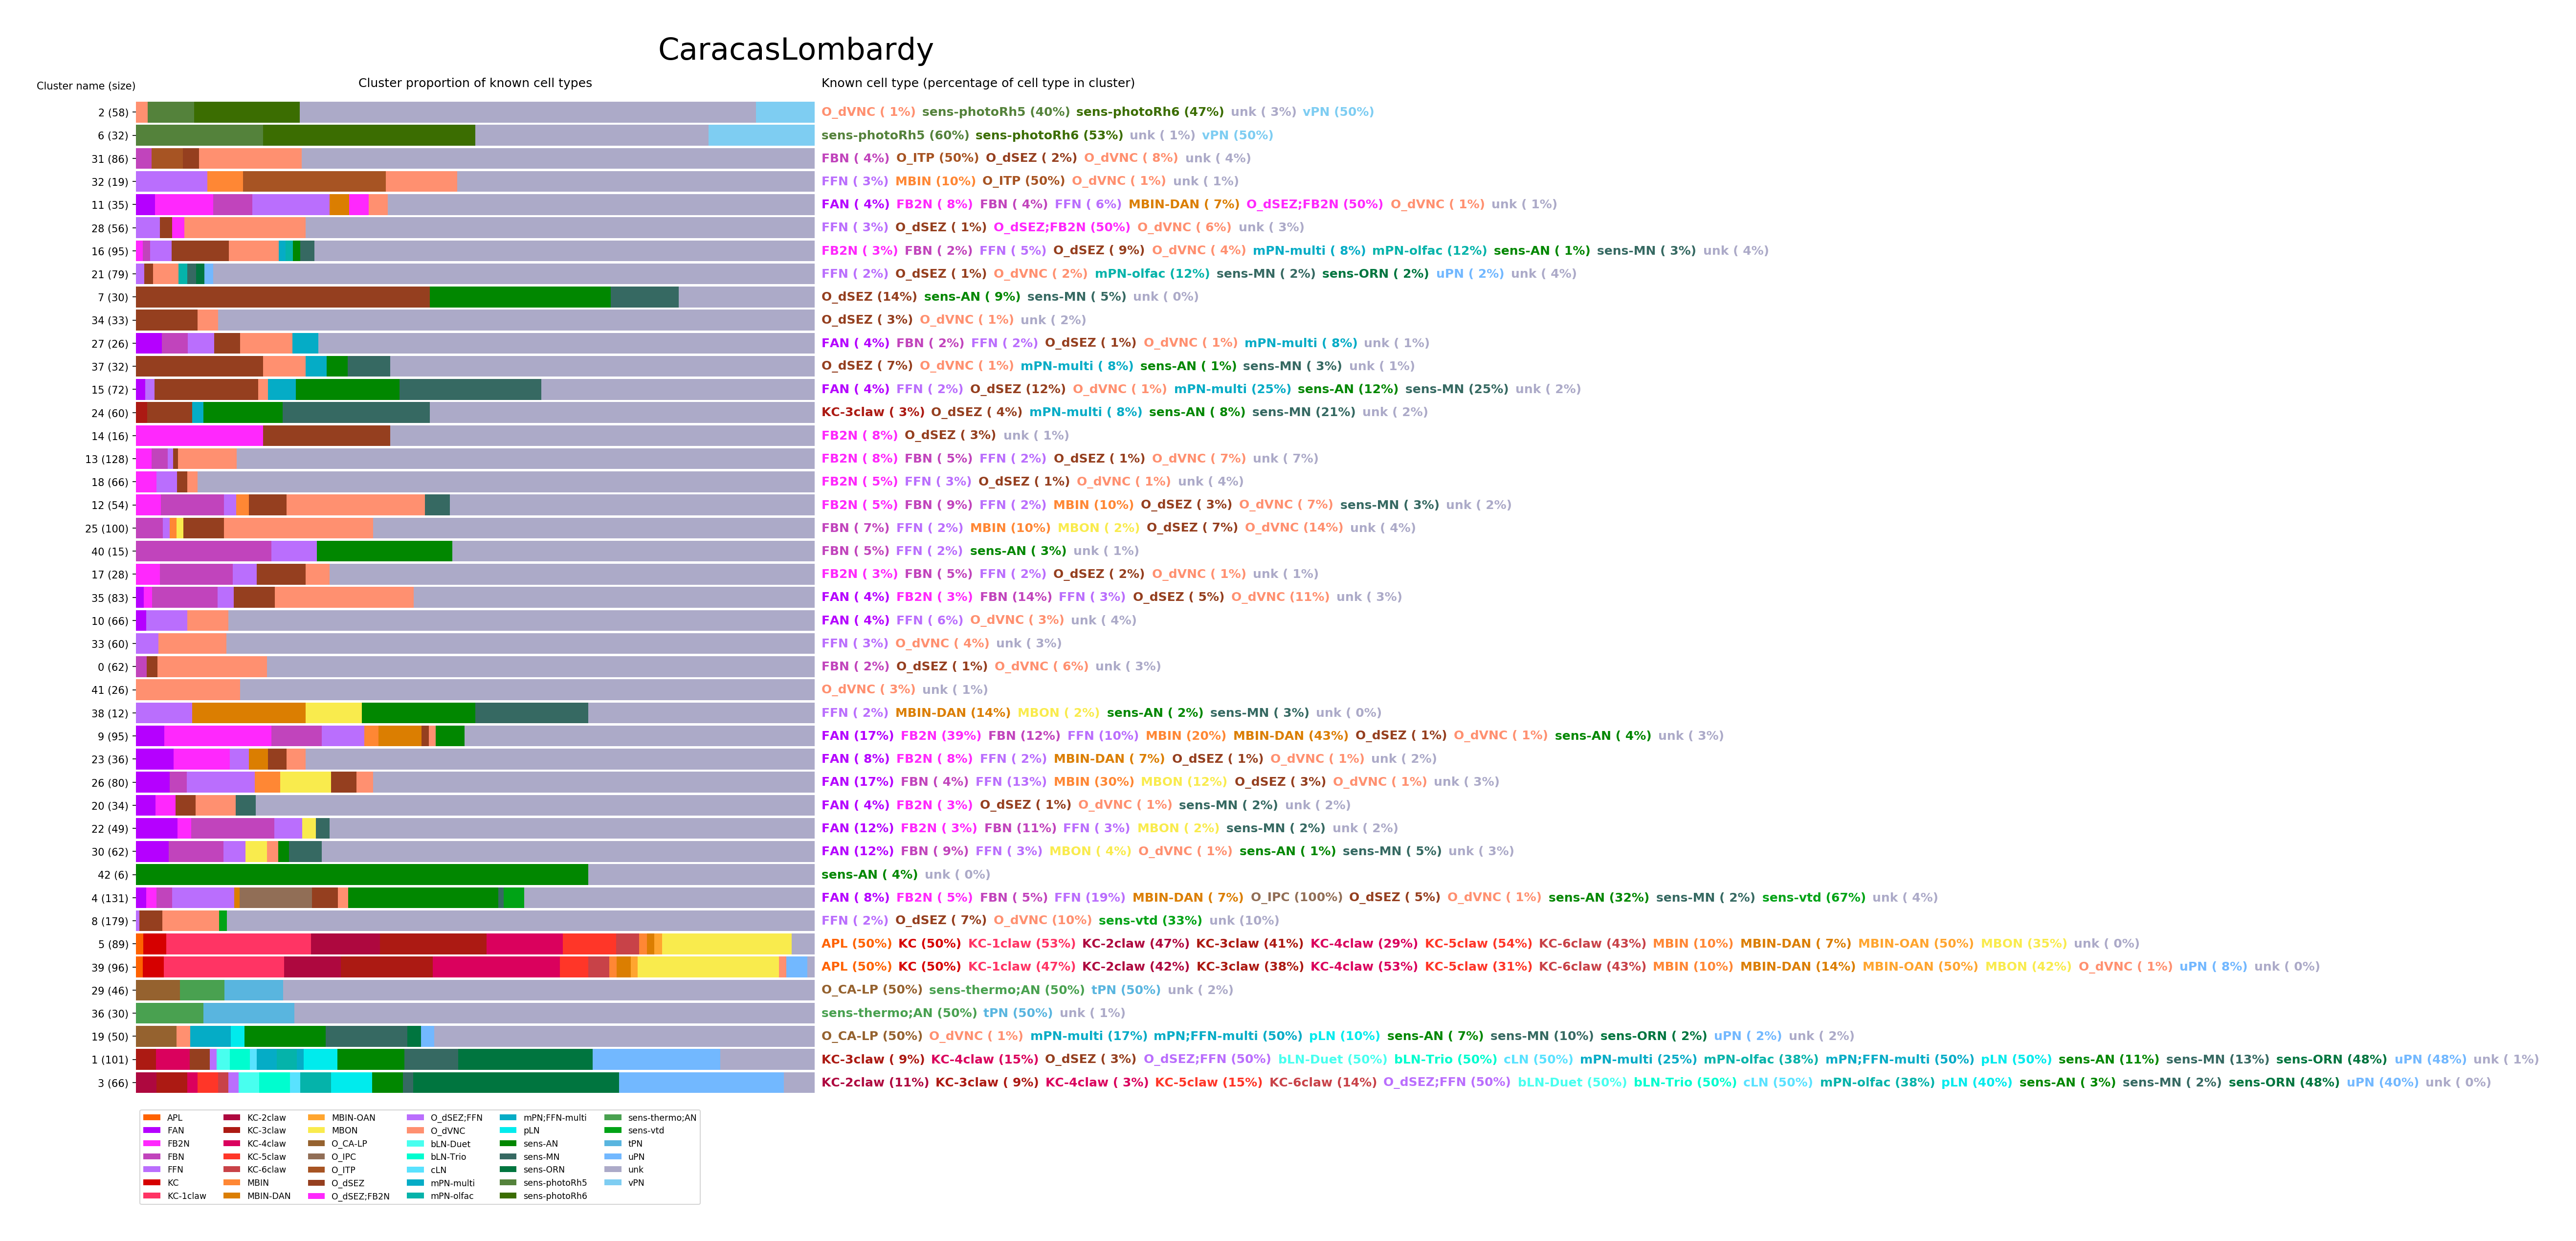 CaracasLombardy
Cluster name (size) Cluster proportion of known cell types Known cell type (percentage of cell type in cluster)
2 (58) O_dVNC ( 1%) sens-photoRh5 (40%) sens-photoRh6 (47%) unk ( 3%) vPN (50%)
6 (32) sens-photoRh5 (60%) sens-photoRh6 (53%) unk ( 1%) vPN (50%)
31 (86) FBN ( 4%) O_ITP (50%) O_dSEZ ( 2%) O_dVNC ( 8%) unk ( 4%)
32 (19) FFN ( 3%) MBIN (10%) O_ITP (50%) O_dVNC ( 1%) unk ( 1%)
11 (35) FAN ( 4%) FB2N ( 8%) FBN ( 4%) FFN ( 6%) MBIN-DAN ( 7%) O_dSEZ;FB2N (50%) O_dVNC ( 1%) unk ( 1%)
28 (56) FFN ( 3%) O_dSEZ ( 1%) O_dSEZ;FB2N (50%) O_dVNC ( 6%) unk ( 3%)
16 (95) FB2N ( 3%) FBN ( 2%) FFN ( 5%) O_dSEZ ( 9%) O_dVNC ( 4%) mPN-multi ( 8%) mPN-olfac (12%) sens-AN ( 1%) sens-MN ( 3%) unk ( 4%)
21 (79) FFN ( 2%) O_dSEZ ( 1%) O_dVNC ( 2%) mPN-olfac (12%) sens-MN ( 2%) sens-ORN ( 2%) uPN ( 2%) unk ( 4%)
7 (30) O_dSEZ (14%) sens-AN ( 9%) sens-MN ( 5%) unk ( 0%)
34 (33) O_dSEZ ( 3%) O_dVNC ( 1%) unk ( 2%)
27 (26) FAN ( 4%) FBN ( 2%) FFN ( 2%) O_dSEZ ( 1%) O_dVNC ( 1%) mPN-multi ( 8%) unk ( 1%)
37 (32) O_dSEZ ( 7%) O_dVNC ( 1%) mPN-multi ( 8%) sens-AN ( 1%) sens-MN ( 3%) unk ( 1%)
15 (72) FAN ( 4%) FFN ( 2%) O_dSEZ (12%) O_dVNC ( 1%) mPN-multi (25%) sens-AN (12%) sens-MN (25%) unk ( 2%)
24 (60) KC-3claw ( 3%) O_dSEZ ( 4%) mPN-multi ( 8%) sens-AN ( 8%) sens-MN (21%) unk ( 2%)
14 (16) FB2N ( 8%) O_dSEZ ( 3%) unk ( 1%)
13 (128) FB2N ( 8%) FBN ( 5%) FFN ( 2%) O_dSEZ ( 1%) O_dVNC ( 7%) unk ( 7%)
18 (66) FB2N ( 5%) FFN ( 3%) O_dSEZ ( 1%) O_dVNC ( 1%) unk ( 4%)
12 (54) FB2N ( 5%) FBN ( 9%) FFN ( 2%) MBIN (10%) O_dSEZ ( 3%) O_dVNC ( 7%) sens-MN ( 3%) unk ( 2%)
25 (100) FBN ( 7%) FFN ( 2%) MBIN (10%) MBON ( 2%) O_dSEZ ( 7%) O_dVNC (14%) unk ( 4%)
40 (15) FBN ( 5%) FFN ( 2%) sens-AN ( 3%) unk ( 1%)
17 (28) FB2N ( 3%) FBN ( 5%) FFN ( 2%) O_dSEZ ( 2%) O_dVNC ( 1%) unk ( 1%)
35 (83) FAN ( 4%) FB2N ( 3%) FBN (14%) FFN ( 3%) O_dSEZ ( 5%) O_dVNC (11%) unk ( 3%)
10 (66) FAN ( 4%) FFN ( 6%) O_dVNC ( 3%) unk ( 4%)
33 (60) FFN ( 3%) O_dVNC ( 4%) unk ( 3%)
0 (62) FBN ( 2%) O_dSEZ ( 1%) O_dVNC ( 6%) unk ( 3%)
41 (26) O_dVNC ( 3%) unk ( 1%)
38 (12) FFN ( 2%) MBIN-DAN (14%) MBON ( 2%) sens-AN ( 2%) sens-MN ( 3%) unk ( 0%)
9 (95) FAN (17%) FB2N (39%) FBN (12%) FFN (10%) MBIN (20%) MBIN-DAN (43%) O_dSEZ ( 1%) O_dVNC ( 1%) sens-AN ( 4%) unk ( 3%)
23 (36) FAN ( 8%) FB2N ( 8%) FFN ( 2%) MBIN-DAN ( 7%) O_dSEZ ( 1%) O_dVNC ( 1%) unk ( 2%)
26 (80) FAN (17%) FBN ( 4%) FFN (13%) MBIN (30%) MBON (12%) O_dSEZ ( 3%) O_dVNC ( 1%) unk ( 3%)
20 (34) FAN ( 4%) FB2N ( 3%) O_dSEZ ( 1%) O_dVNC ( 1%) sens-MN ( 2%) unk ( 2%)
22 (49) FAN (12%) FB2N ( 3%) FBN (11%) FFN ( 3%) MBON ( 2%) sens-MN ( 2%) unk ( 2%)
30 (62) FAN (12%) FBN ( 9%) FFN ( 3%) MBON ( 4%) O_dVNC ( 1%) sens-AN ( 1%) sens-MN ( 5%) unk ( 3%)
42 (6) sens-AN ( 4%) unk ( 0%)
4 (131) FAN ( 8%) FB2N ( 5%) FBN ( 5%) FFN (19%) MBIN-DAN ( 7%) O_IPC (100%) O_dSEZ ( 5%) O_dVNC ( 1%) sens-AN (32%) sens-MN ( 2%) sens-vtd (67%) unk ( 4%)
8 (179) FFN ( 2%) O_dSEZ ( 7%) O_dVNC (10%) sens-vtd (33%) unk (10%)
5 (89) APL (50%) KC (50%) KC-1claw (53%) KC-2claw (47%) KC-3claw (41%) KC-4claw (29%) KC-5claw (54%) KC-6claw (43%) MBIN (10%) MBIN-DAN ( 7%) MBIN-OAN (50%) MBON (35%) unk ( 0%)
39 (96) APL (50%) KC (50%) KC-1claw (47%) KC-2claw (42%) KC-3claw (38%) KC-4claw (53%) KC-5claw (31%) KC-6claw (43%) MBIN (10%) MBIN-DAN (14%) MBIN-OAN (50%) MBON (42%) O_dVNC ( 1%) uPN ( 8%) unk ( 0%)
29 (46) O_CA-LP (50%) sens-thermo;AN (50%) tPN (50%) unk ( 2%)
36 (30) sens-thermo;AN (50%) tPN (50%) unk ( 1%)
19 (50) O_CA-LP (50%) O_dVNC ( 1%) mPN-multi (17%) mPN;FFN-multi (50%) pLN (10%) sens-AN ( 7%) sens-MN (10%) sens-ORN ( 2%) uPN ( 2%) unk ( 2%)
1 (101) KC-3claw ( 9%) KC-4claw (15%) O_dSEZ ( 3%) O_dSEZ;FFN (50%) bLN-Duet (50%) bLN-Trio (50%) cLN (50%) mPN-multi (25%) mPN-olfac (38%) mPN;FFN-multi (50%) pLN (50%) sens-AN (11%) sens-MN (13%) sens-ORN (48%) uPN (48%) unk ( 1%)
3 (66) KC-2claw (11%) KC-3claw ( 9%) KC-4claw ( 3%) KC-5claw (15%) KC-6claw (14%) O_dSEZ;FFN (50%) bLN-Duet (50%) bLN-Trio (50%) cLN (50%) mPN-olfac (38%) pLN (40%) sens-AN ( 3%) sens-MN ( 2%) sens-ORN (48%) uPN (40%) unk ( 0%)
APL KC-2claw MBIN-OAN O_dSEZ;FFN mPN;FFN-multi sens-thermo;AN
FAN KC-3claw MBON O_dVNC pLN sens-vtd
FB2N KC-4claw O_CA-LP bLN-Duet sens-AN tPN
FBN KC-5claw O_IPC bLN-Trio sens-MN uPN
FFN KC-6claw O_ITP cLN sens-ORN unk
KC MBIN O_dSEZ mPN-multi sens-photoRh5 vPN
KC-1claw MBIN-DAN O_dSEZ;FB2N mPN-olfac sens-photoRh6